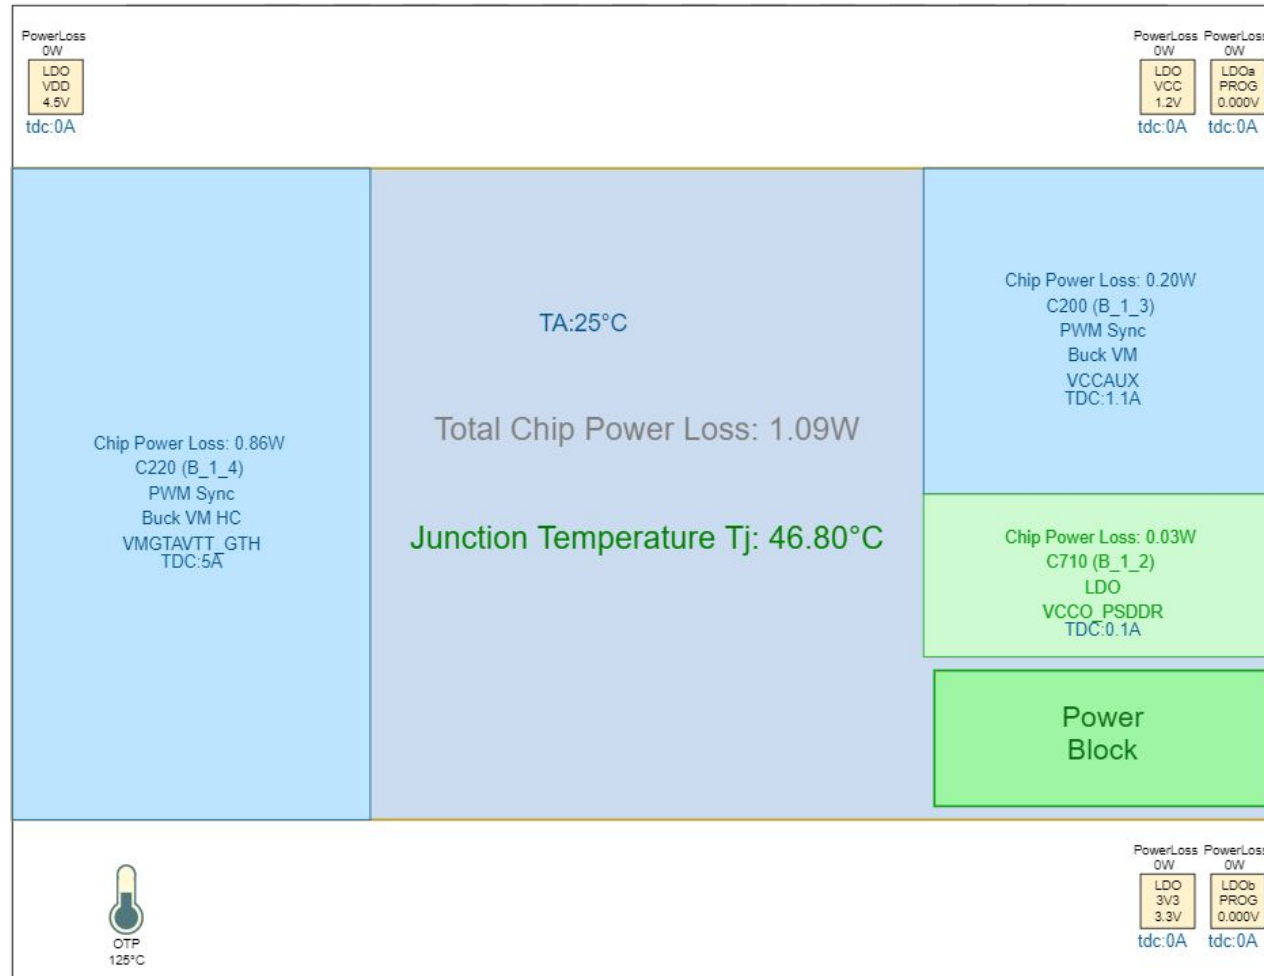 PowerLoss
0W
LDO
VDD
4.5V
tdc:0A
PowerLoss
0W
LDO
VCC
1.2V
tdc:0A
PowerLoss
0W
LDOa
PROG
0.000V
tdc:0A
Chip Power Loss: 0.86W
C220 (B_1_4)
PWM Sync
Buck VM HC
VMGTAVTT_GTH
TDC:5A
TA:25°C
Total Chip Power Loss: 1.09W
Junction Temperature Tj: 46.80°C
Chip Power Loss: 0.20W
C200 (B_1_3)
PWM Sync
Buck VM
VCCAUX
TDC:1.1A
Chip Power Loss: 0.03W
C710 (B_1_2)
LDO
VCCO_PSDDR
TDC:0.1A
Power
Block
OTP
125°C
PowerLoss
0W
LDO
3V3
3.3V
tdc:0A
PowerLoss
0W
LDOb
PROG
0.000V
tdc:0A